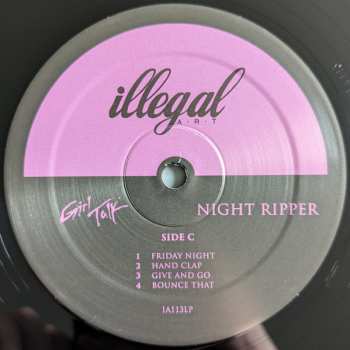 illegal
A·R·T
Girl Talk
NIGHT RIPPER
SIDE C
1 FRIDAY NIGHT
2 HAND CLAP
3 GIVE AND GO
4 BOUNCE THAT
IA113LP